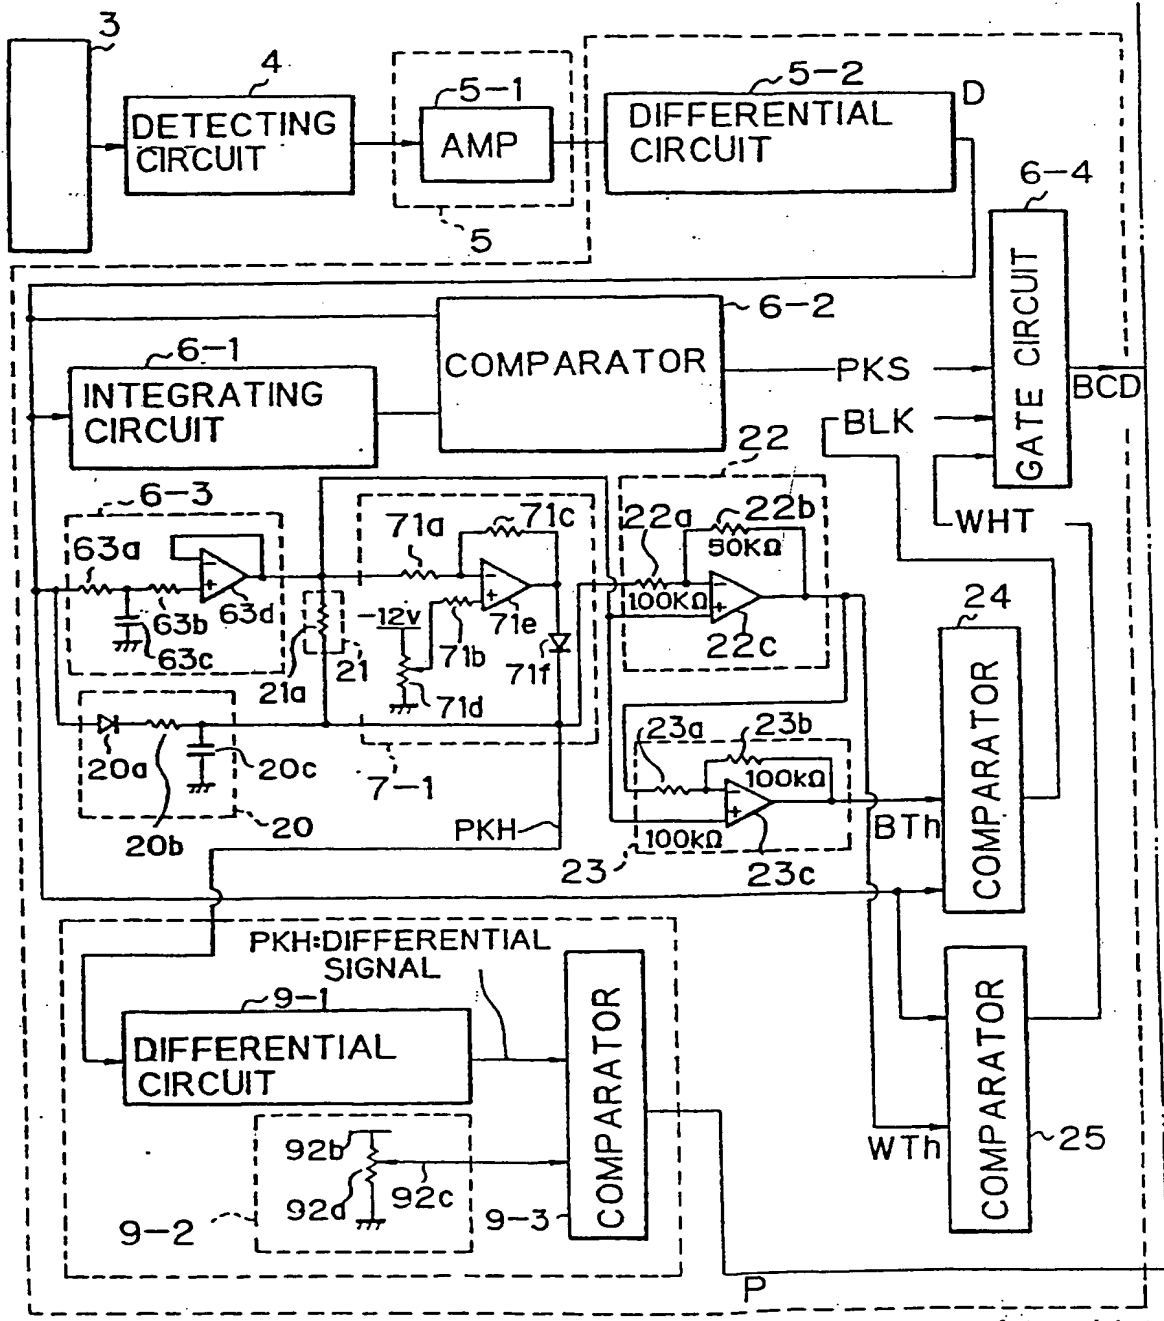 3
4
DETECTING
CIRCUIT
5-1
AMP
5
5-2
DIFFERENTIAL
CIRCUIT
D
6-4
GATE CIRCUIT
6-2
COMPARATOR
6-1
INTEGRATING
CIRCUIT
PKS
BLK
WHT
BCD
6-3
63a
63b
63c
63d
21a
21
71a
71c
-12v
71b
71d
71e
71f
7-1
22
22a
22b
50KΩ
100KΩ
22c
20a
20b
20c
20
PKH
23a
23b
100kΩ
100kΩ
23
23c
BTh
24
COMPARATOR
PKH:DIFFERENTIAL
SIGNAL
9-1
DIFFERENTIAL
CIRCUIT
92b
92a
92c
9-2
COMPARATOR
9-3
WTh
COMPARATOR
25
P